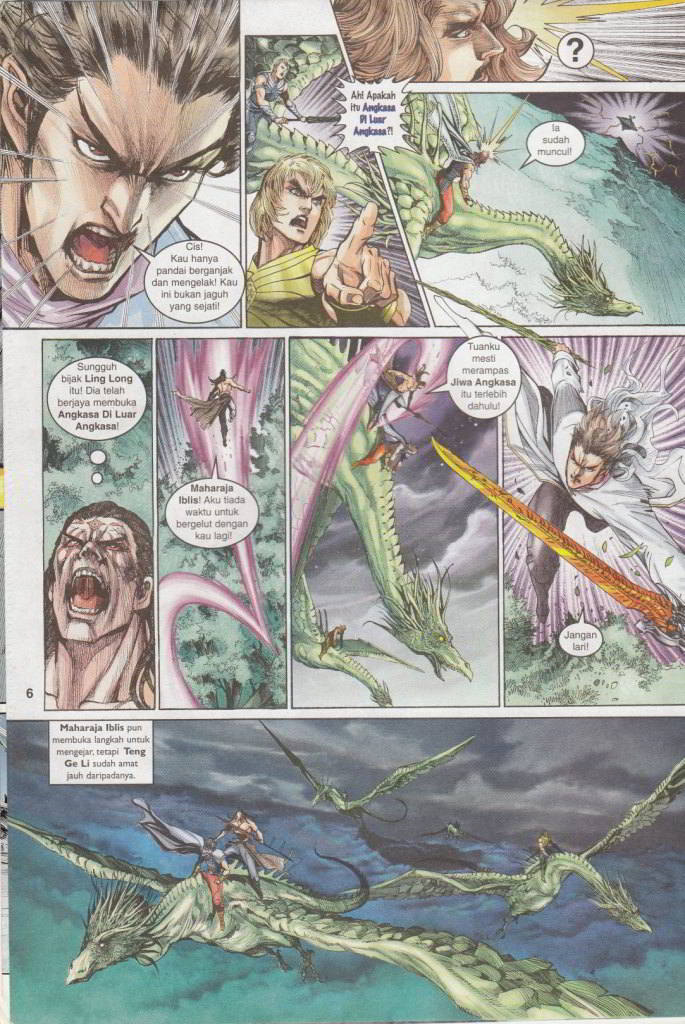 Cis!
Kau hanya
pandai berganjak
dan mengelak! Kau
ini bukan jaguh
yang sejati!
Ah! Apakah
itu Angkasa
Di Luar
Angkasa?!
?
Ia
sudah
muncul!
Sungguh
bijak Ling Long
itu! Dia telah
berjaya membuka
Angkasa Di Luar
Angkasa!
Maharaja
Iblis! Aku tiada
waktu untuk
bergelut dengan
kau lagi!
Tuanku
mesti
merampas
Jiwa Angkasa
itu terlebih
dahulu!
Jangan
lari!
6
Maharaja Iblis pun
membuka langkah untuk
mengejar, tetapi Teng
Ge Li sudah amat
jauh daripadanya.